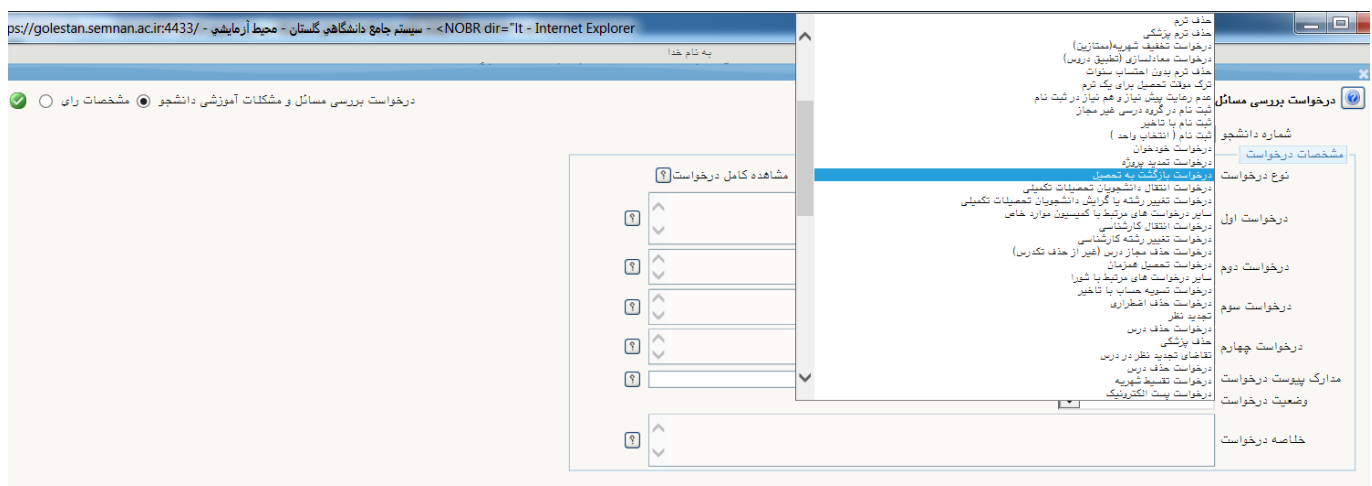 ps://golestan.semnan.ac.ir:4433/ - سیستم جامع دانشگاهی گلستان - محیط آزمایشی - <NOBR dir="lt - Internet Explorer
به نام خدا
درخواست بررسی مسائل
درخواست بررسی مسائل و مشکلات آموزشی دانشجو
مشخصات رای
شماره دانشجو
مشخصات درخواست
نوع درخواست
مشاهده کامل درخواست
درخواست اول
درخواست دوم
درخواست سوم
درخواست چهارم
مدارک پیوست درخواست
وضعیت درخواست
خلاصه درخواست
حذف ترم
حذف ترم پزشکی
درخواست تخفیف شهریه(ممتازین)
درخواست معادلسازی (تطبیق دروس)
حذف ترم بدون احتساب سنوات
ترک موقت تحصیل برای یک ترم
عدم رعایت پیش نیاز و هم نیاز در ثبت نام
ثبت نام در گروه درسی غیر مجاز
ثبت نام با تاخیر
ثبت نام ( انتخاب واحد )
درخواست خودخوان
درخواست تمدید پروژه
درخواست بازگشت به تحصیل
درخواست انتقال دانشجویان تحصیلات تکمیلی
درخواست تغییر رشته یا گرایش دانشجویان تحصیلات تکمیلی
سایر درخواست های مرتبط با کمیسیون موارد خاص
درخواست انتقال کارشناسی
درخواست تغییر رشته کارشناسی
درخواست حذف مجاز درس (غیر از حذف تکدرس)
درخواست تحصیل همزمان
سایر درخواست های مرتبط با شورا
درخواست تسویه حساب با تاخیر
درخواست حذف اضطراری
تجدید نظر
درخواست حذف درس
حذف پزشکی
تقاضای تجدید نظر در درس
درخواست حذف درس
درخواست تقسیط شهریه
درخواست پست الکترونیک